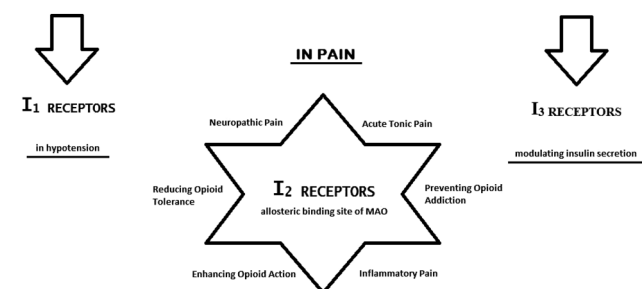 IN PAIN
I1 RECEPTORS
in hypotension
I3 RECEPTORS
modulating insulin secretion
Neuropathic Pain
Acute Tonic Pain
Reducing Opioid
Tolerance
I2 RECEPTORS
allosteric binding site of MAO
Preventing Opioid
Addiction
Enhancing Opioid Action
Inflammatory Pain